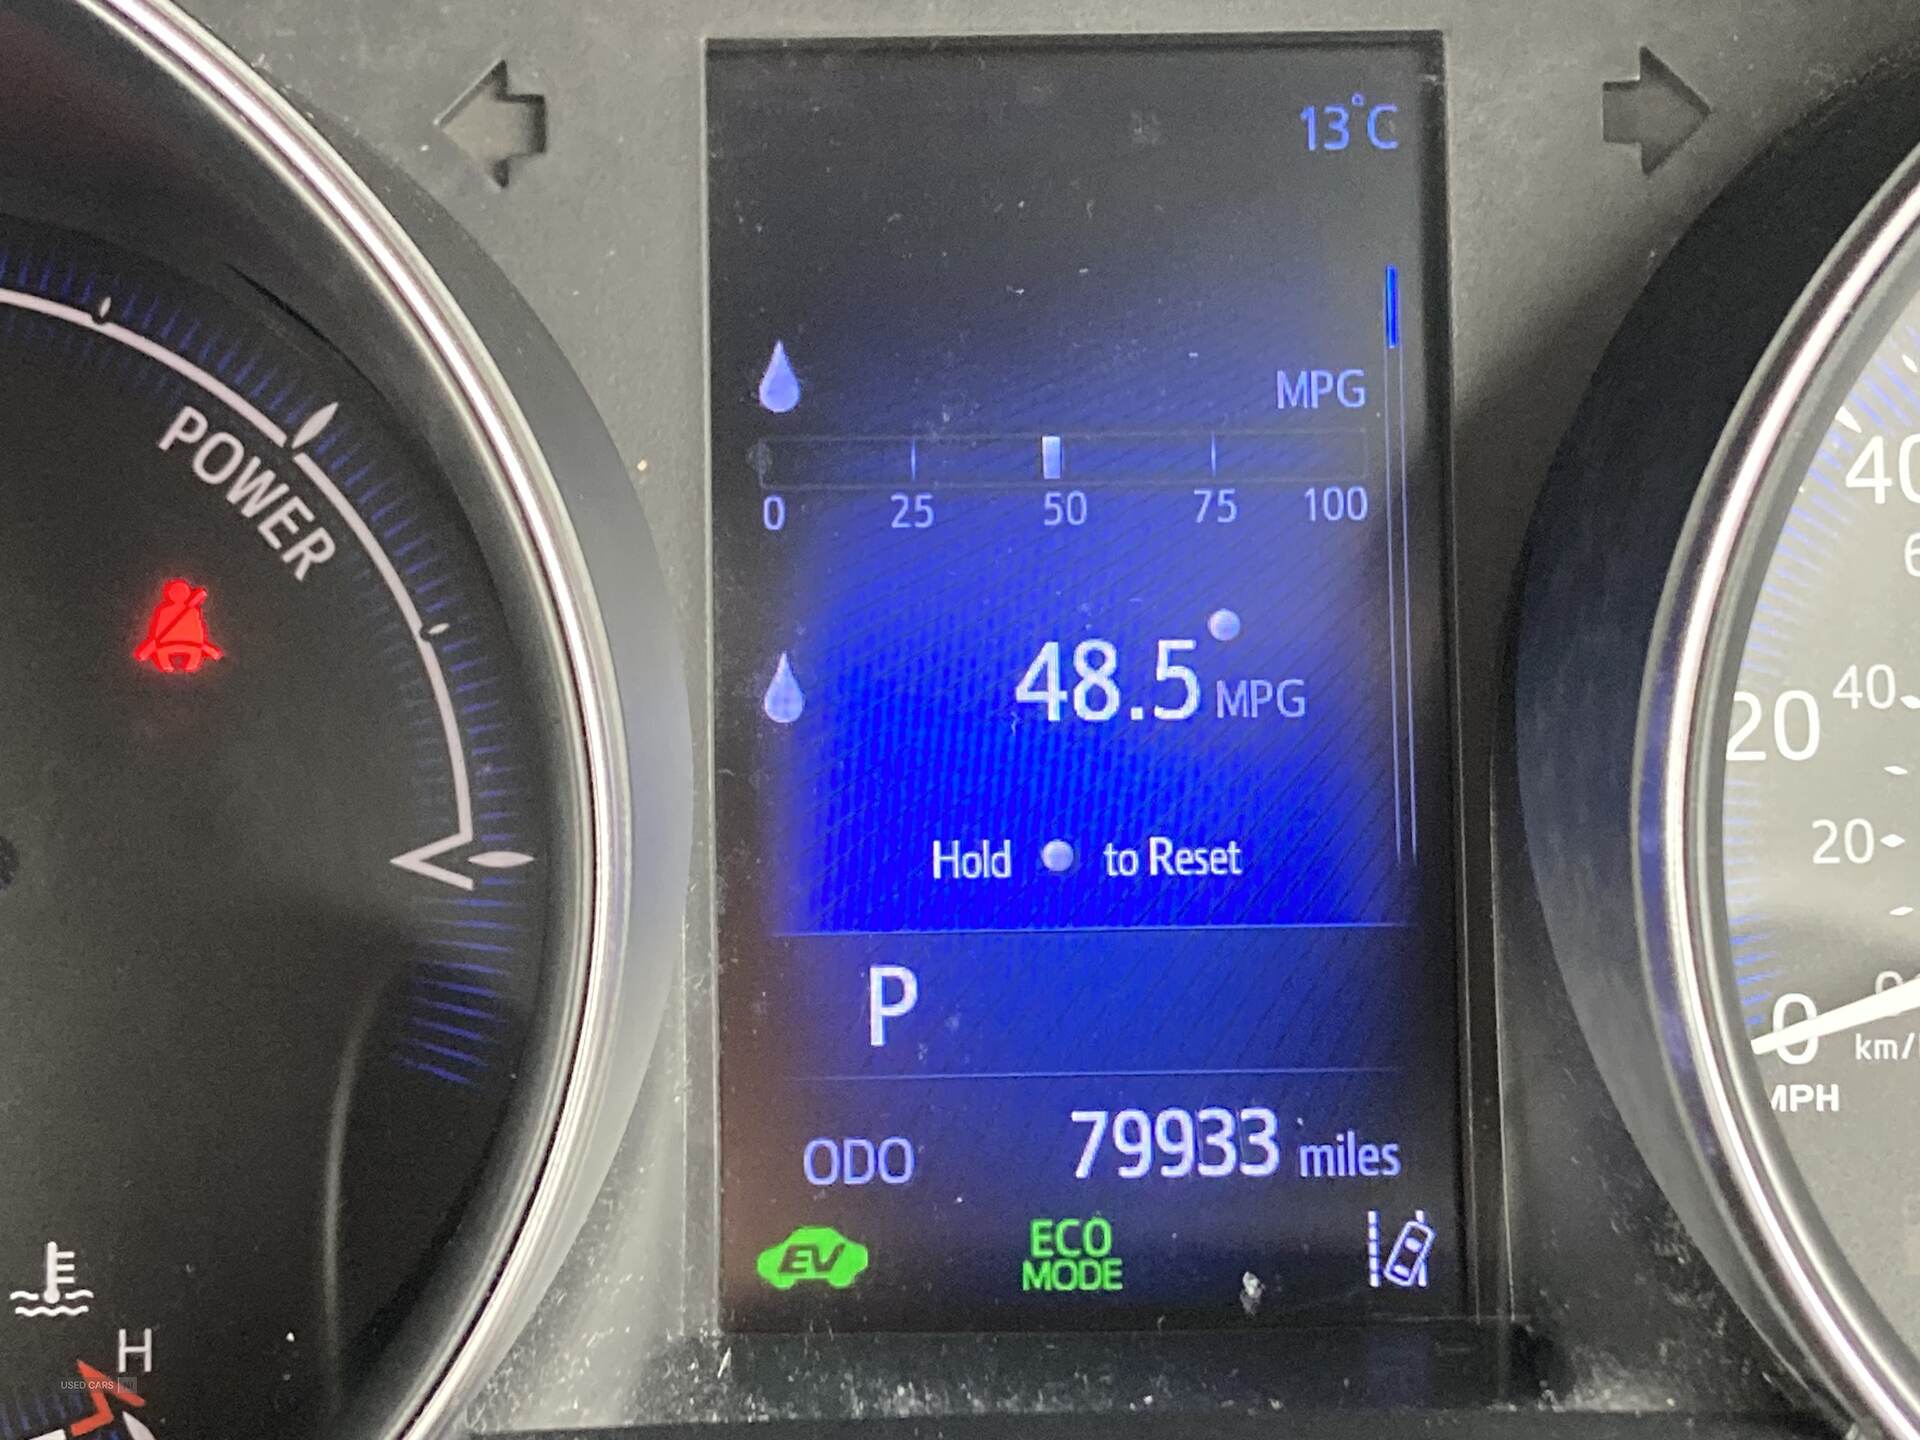 13°C
MPG
0 25 50 75 100
48.5 MPG
Hold to Reset
P
ODO 79933 miles
EV
ECO MODE
POWER
H
USED CARS NI
40
20
40
20
0
km/
MPH